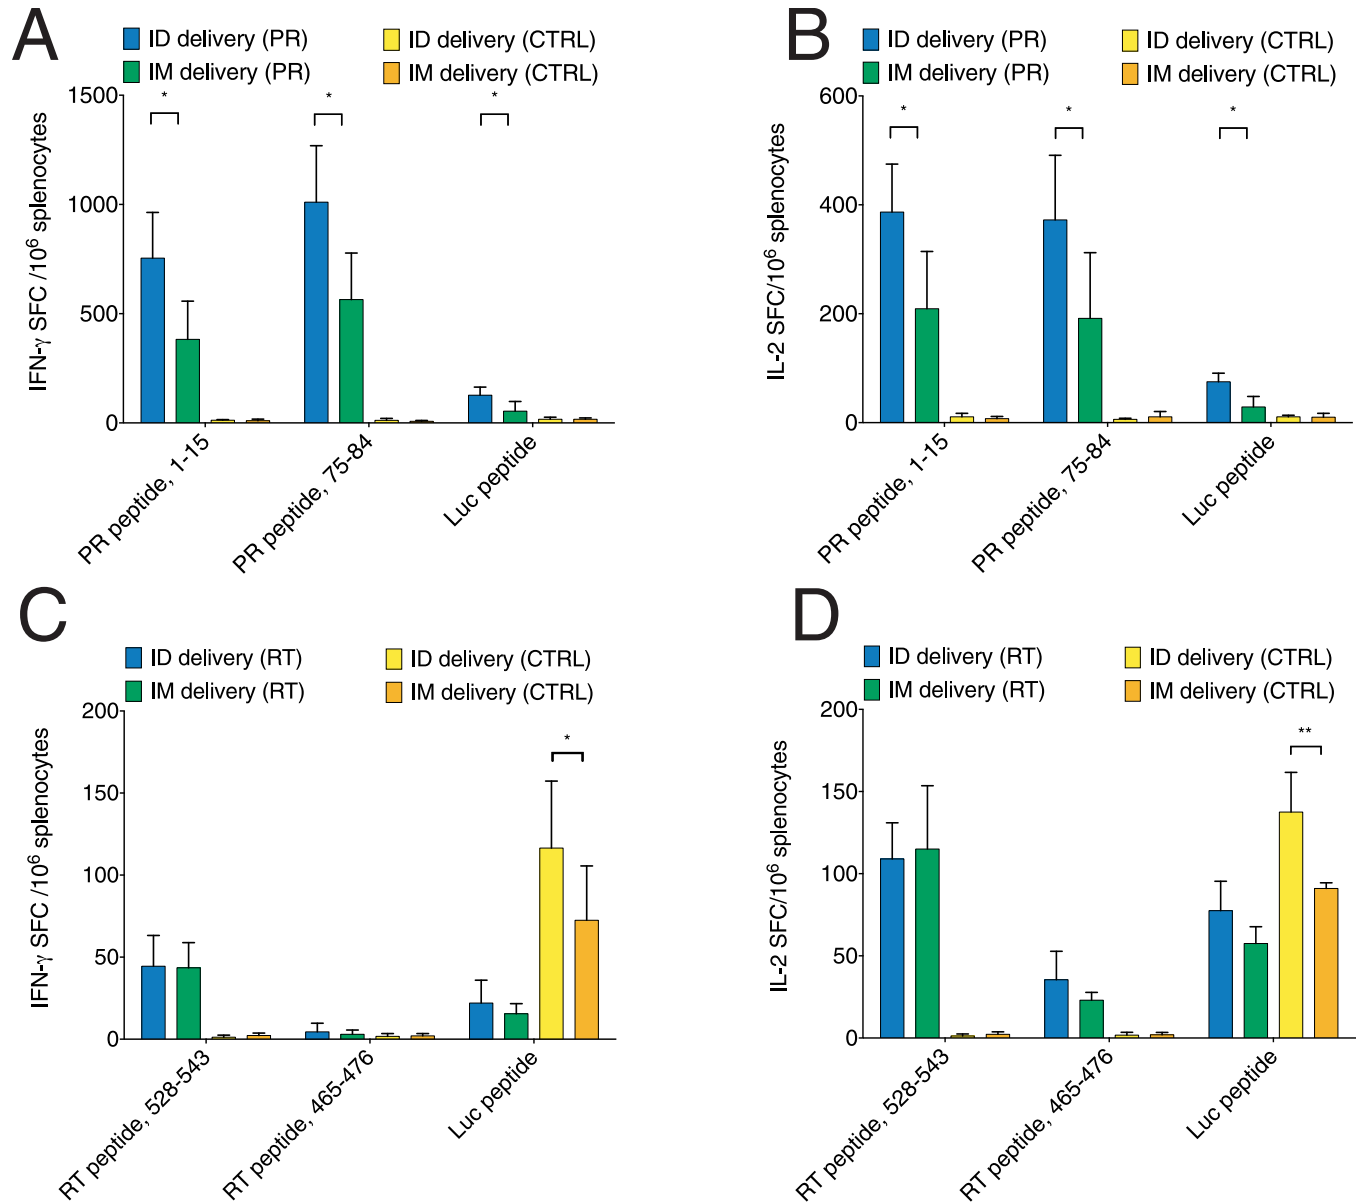 A
ID delivery (PR)
ID delivery (CTRL)
IM delivery (PR)
IM delivery (CTRL)
IFN-γ SFC /10⁶ splenocytes
1500
1000
500
0
*
*
*
PR peptide, 1-15
PR peptide, 75-84
Luc peptide
B
ID delivery (PR)
ID delivery (CTRL)
IM delivery (PR)
IM delivery (CTRL)
IL-2 SFC/10⁶ splenocytes
600
400
200
0
*
*
*
PR peptide, 1-15
PR peptide, 75-84
Luc peptide
C
ID delivery (RT)
ID delivery (CTRL)
IM delivery (RT)
IM delivery (CTRL)
IFN-γ SFC /10⁶ splenocytes
200
150
100
50
0
*
RT peptide, 528-543
RT peptide, 465-476
Luc peptide
D
ID delivery (RT)
ID delivery (CTRL)
IM delivery (RT)
IM delivery (CTRL)
IL-2 SFC/10⁶ splenocytes
200
150
100
50
0
**
RT peptide, 528-543
RT peptide, 465-476
Luc peptide